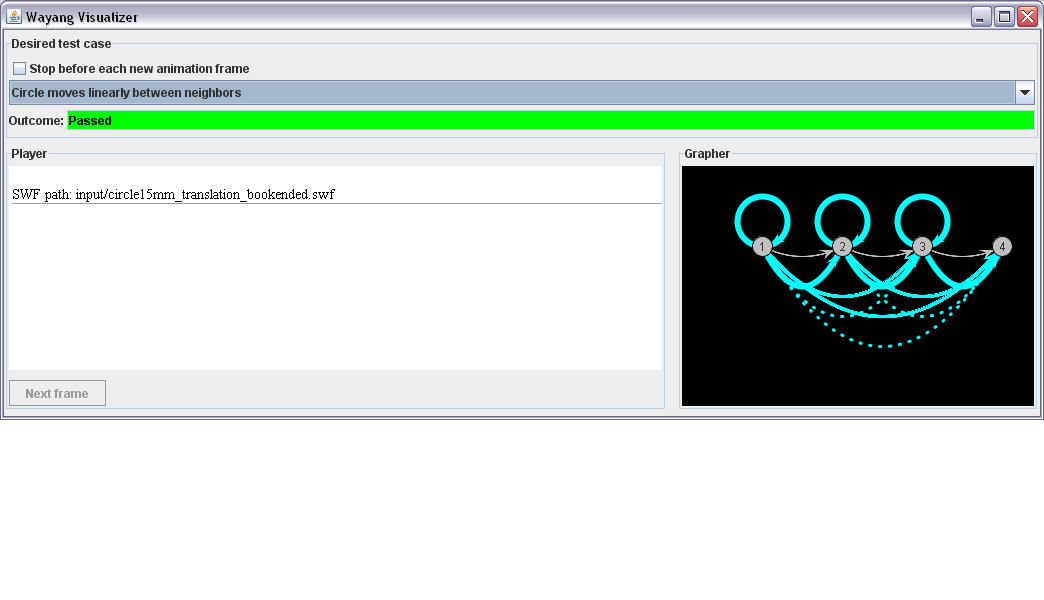 Wayang Visualizer
Desired test case
Stop before each new animation frame
Circle moves linearly between neighbors
Outcome: Passed
Player
SWF path: input/circle15mm_translation_bookended.swf
Next frame
Grapher
1 2 3 4